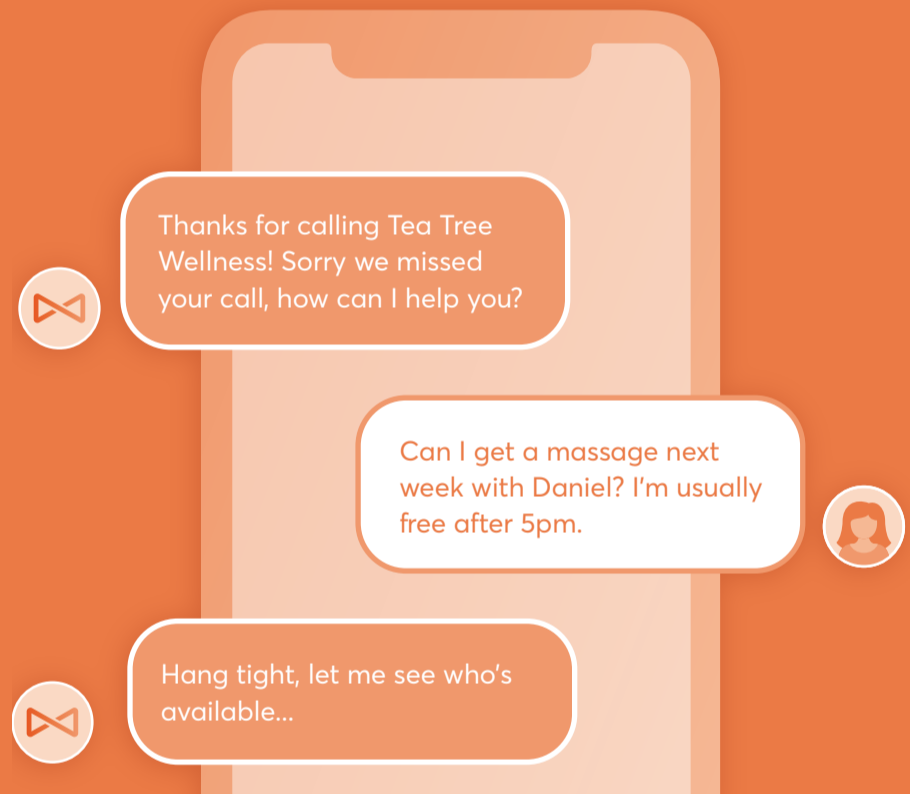 Thanks for calling Tea Tree
Wellness! Sorry we missed
your call, how can I help you?
Can I get a massage next
week with Daniel? I'm usually
free after 5pm.
Hang tight, let me see who's
available...